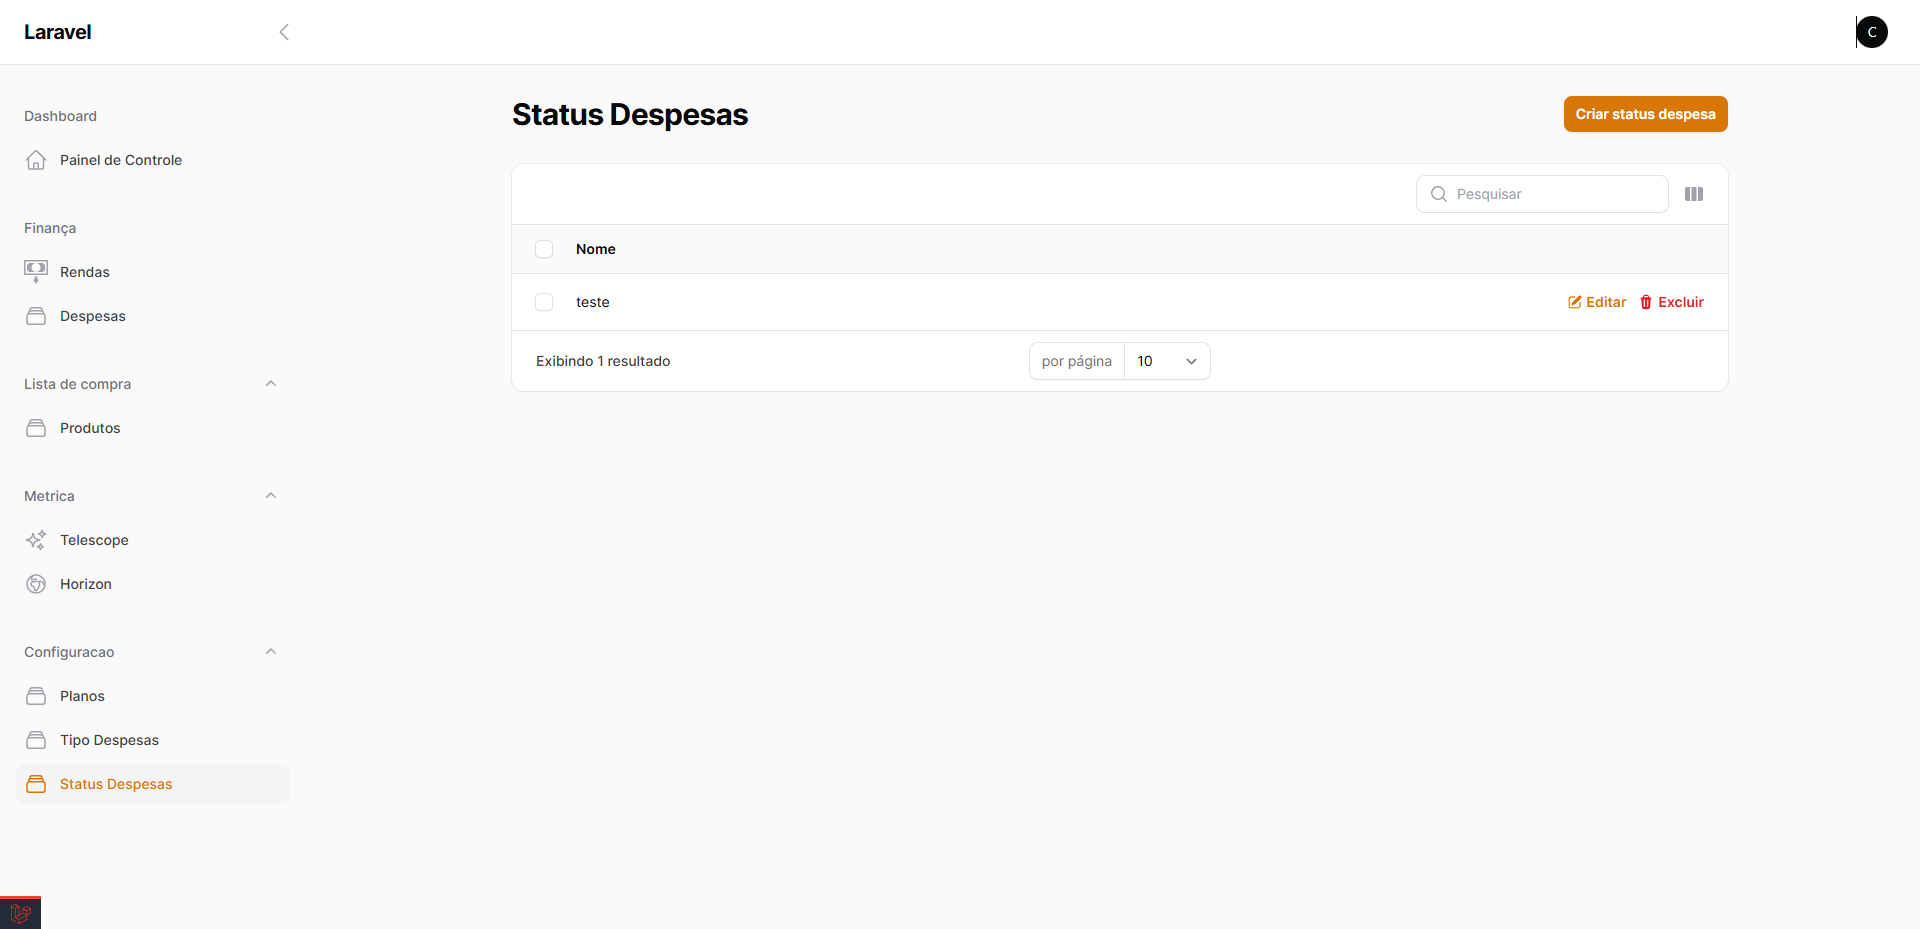 Laravel
C
Dashboard
Painel de Controle
Finança
Rendas
Despesas
Lista de compra
Produtos
Metrica
Telescope
Horizon
Configuracao
Planos
Tipo Despesas
Status Despesas
Status Despesas
Criar status despesa
Pesquisar
Nome
teste
Editar Excluir
Exibindo 1 resultado
por página 10